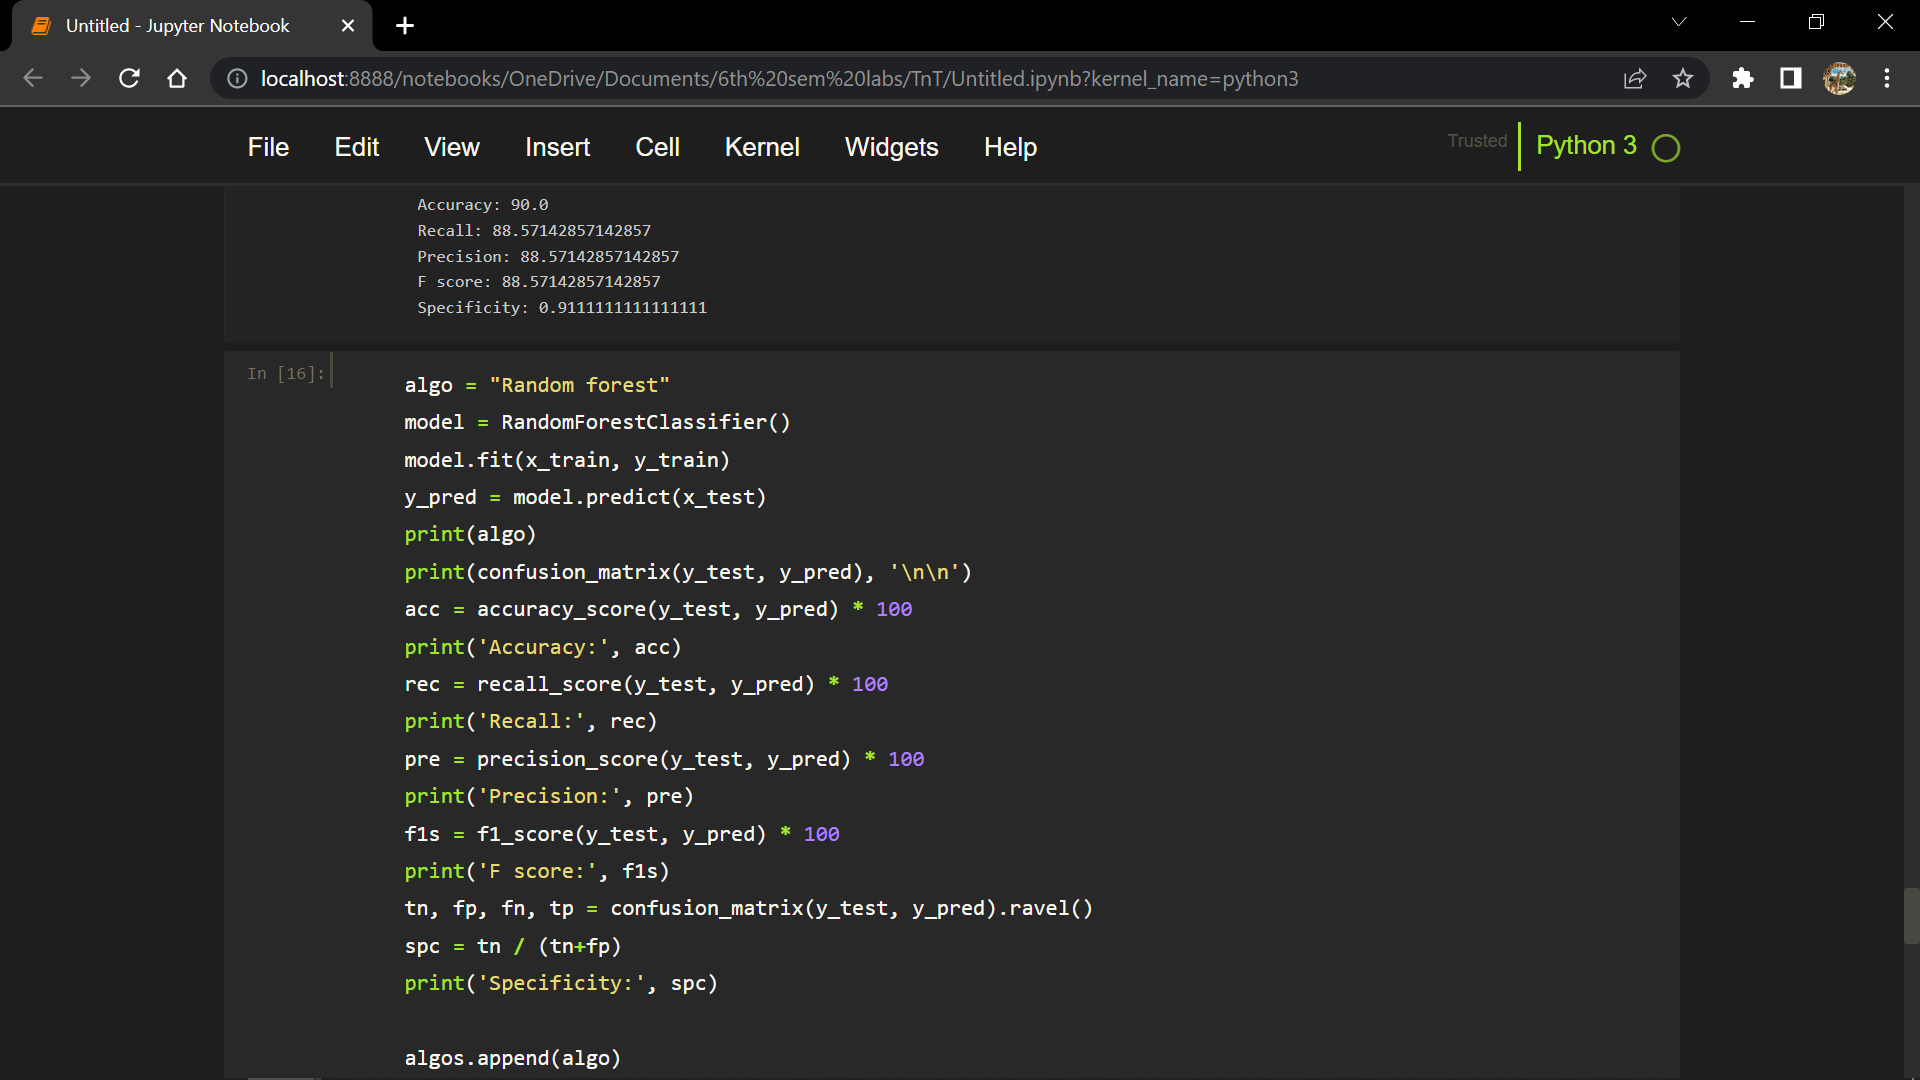 Untitled - Jupyter Notebook
localhost:8888/notebooks/OneDrive/Documents/6th%20sem%20labs/TnT/Untitled.ipynb?kernel_name=python3
File Edit View Insert Cell Kernel Widgets Help Trusted Python 3
Accuracy: 90.0
Recall: 88.57142857142857
Precision: 88.57142857142857
F score: 88.57142857142857
Specificity: 0.9111111111111111
In [16]:
algo = "Random forest"
model = RandomForestClassifier()
model.fit(x_train, y_train)
y_pred = model.predict(x_test)
print(algo)
print(confusion_matrix(y_test, y_pred), '\n\n')
acc = accuracy_score(y_test, y_pred) * 100
print('Accuracy:', acc)
rec = recall_score(y_test, y_pred) * 100
print('Recall:', rec)
pre = precision_score(y_test, y_pred) * 100
print('Precision:', pre)
f1s = f1_score(y_test, y_pred) * 100
print('F score:', f1s)
tn, fp, fn, tp = confusion_matrix(y_test, y_pred).ravel()
spc = tn / (tn+fp)
print('Specificity:', spc)
algos.append(algo)